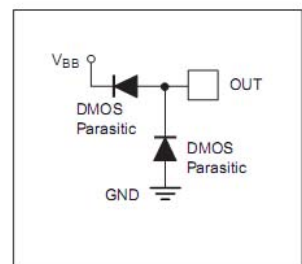 VBB
OUT
DMOS
Parasitic
DMOS
Parasitic
GND